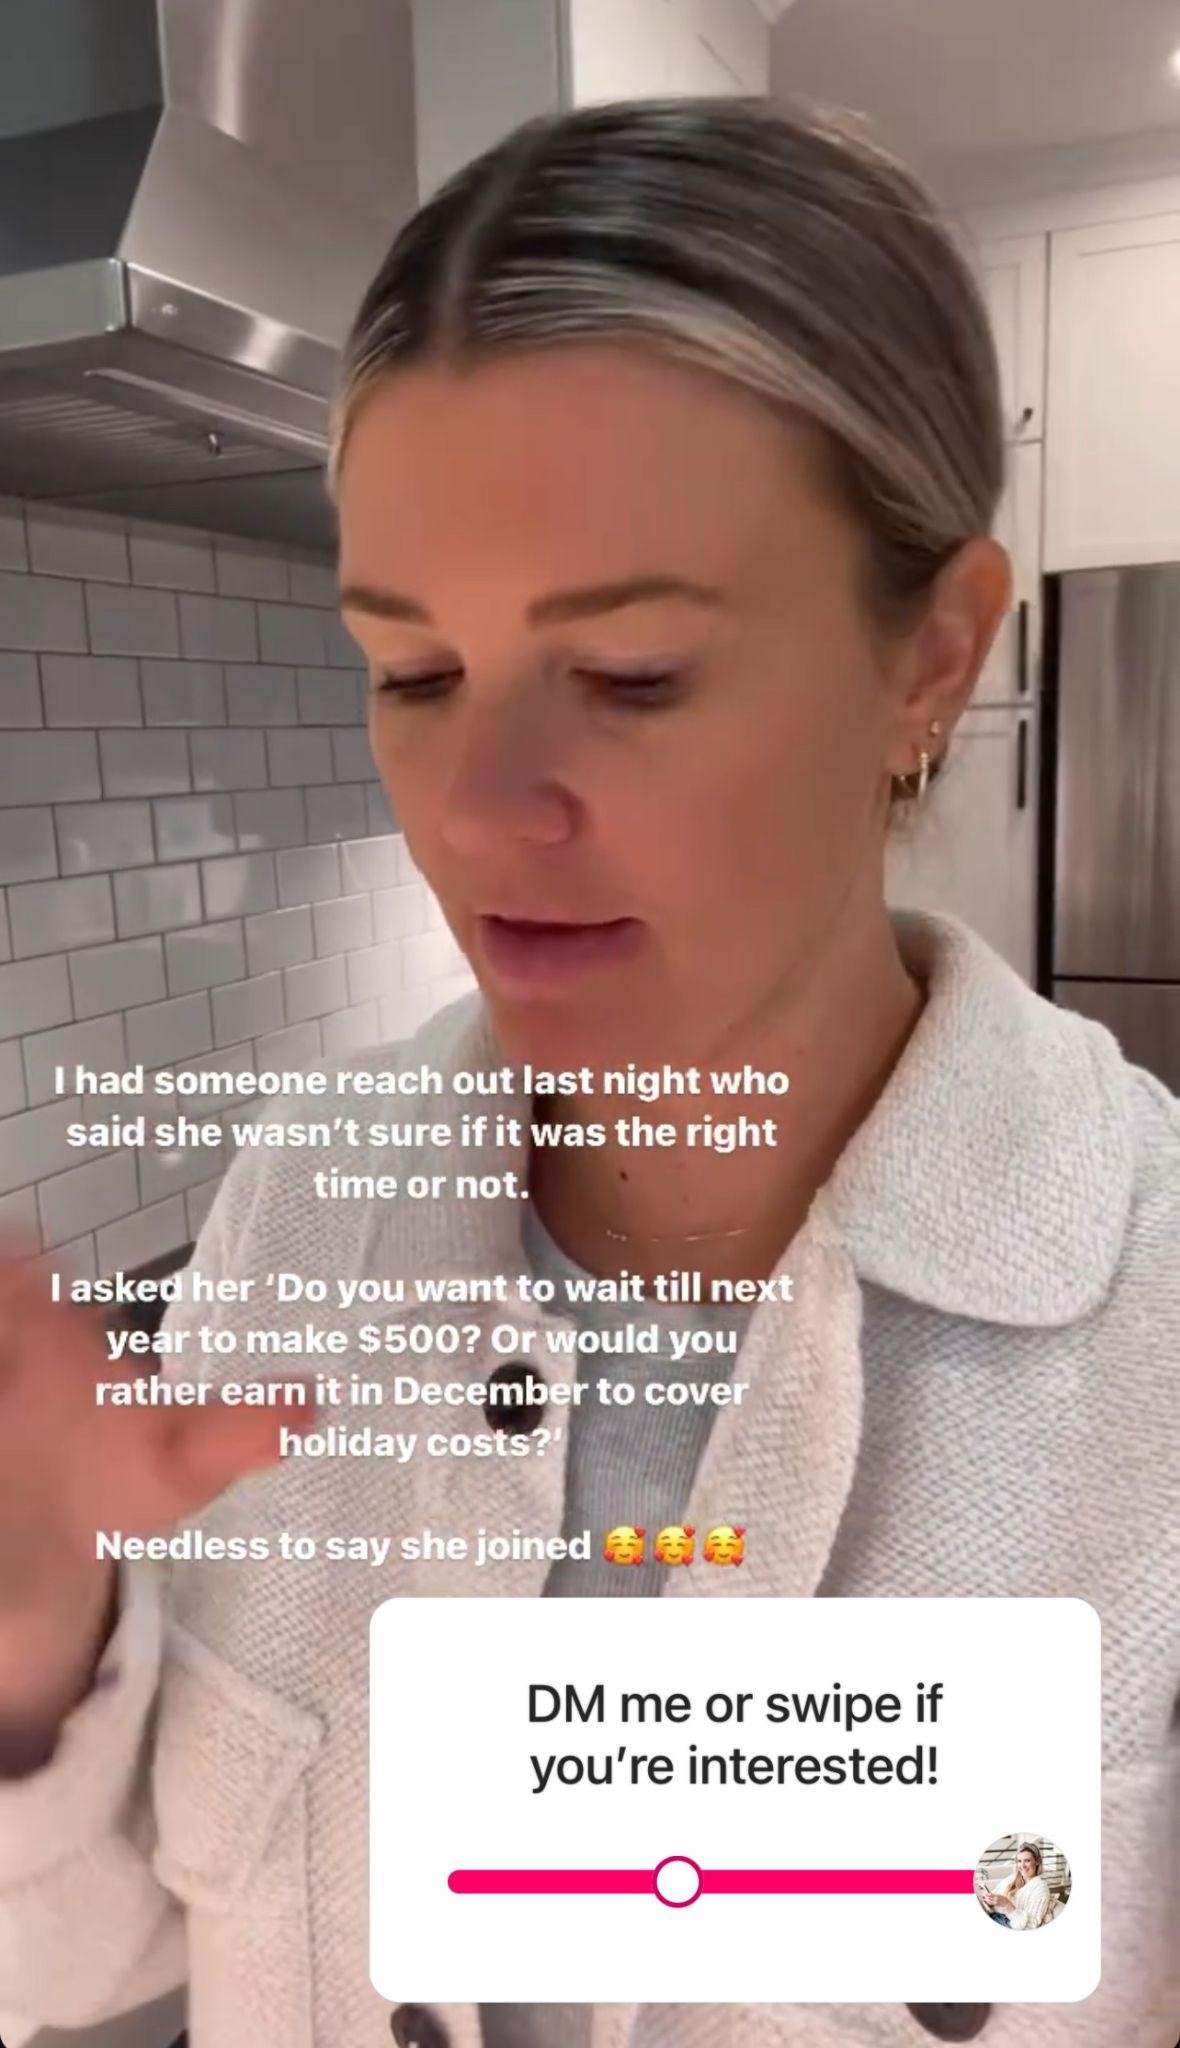 I had someone reach out last night who
said she wasn't sure if it was the right
time or not.
I asked her 'Do you want to wait till next
year to make $500? Or would you
rather earn it in December to cover
holiday costs?'
Needless to say she joined 🥰🥰🥰
DM me or swipe if
you're interested!